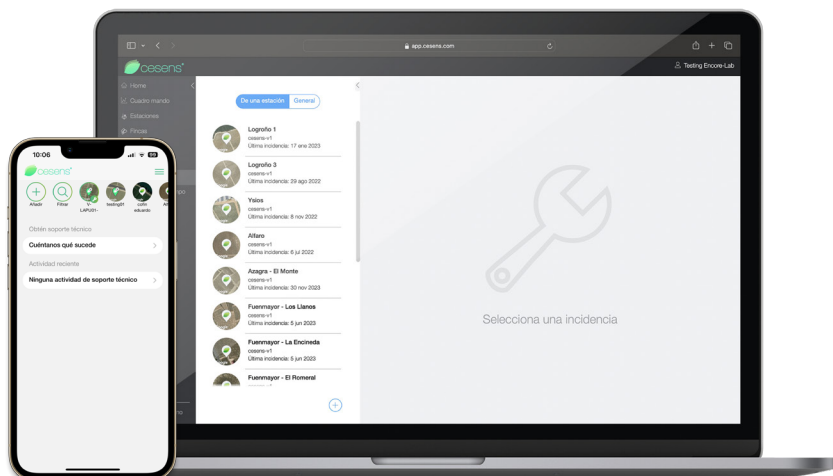 app.cesens.com
cesens
Testing Encore-Lab
Home
Cuadro mando
Estaciones
Fincas
De una estación
General
Logroño 1
cesens-v1
Última incidencia: 17 ene 2023
Logroño 3
cesens-v1
Última incidencia: 29 ago 2022
Ysios
cesens-v1
Última incidencia: 8 nov 2022
Alfaro
cesens-v1
Última incidencia: 6 jul 2022
Azagra - El Monte
cesens-v1
Última incidencia: 30 nov 2023
Fuenmayor - Los Llanos
cesens-v1
Última incidencia: 5 jun 2023
Fuenmayor - La Encineda
cesens-v1
Última incidencia: 5 jun 2023
Fuenmayor - El Romeral
Selecciona una incidencia
10:06
cesens
Añadir
Filtrar
LAPU01-
testing01
eduardo
Obtén soporte técnico
Cuéntanos qué sucede
Actividad reciente
Ninguna actividad de soporte técnico